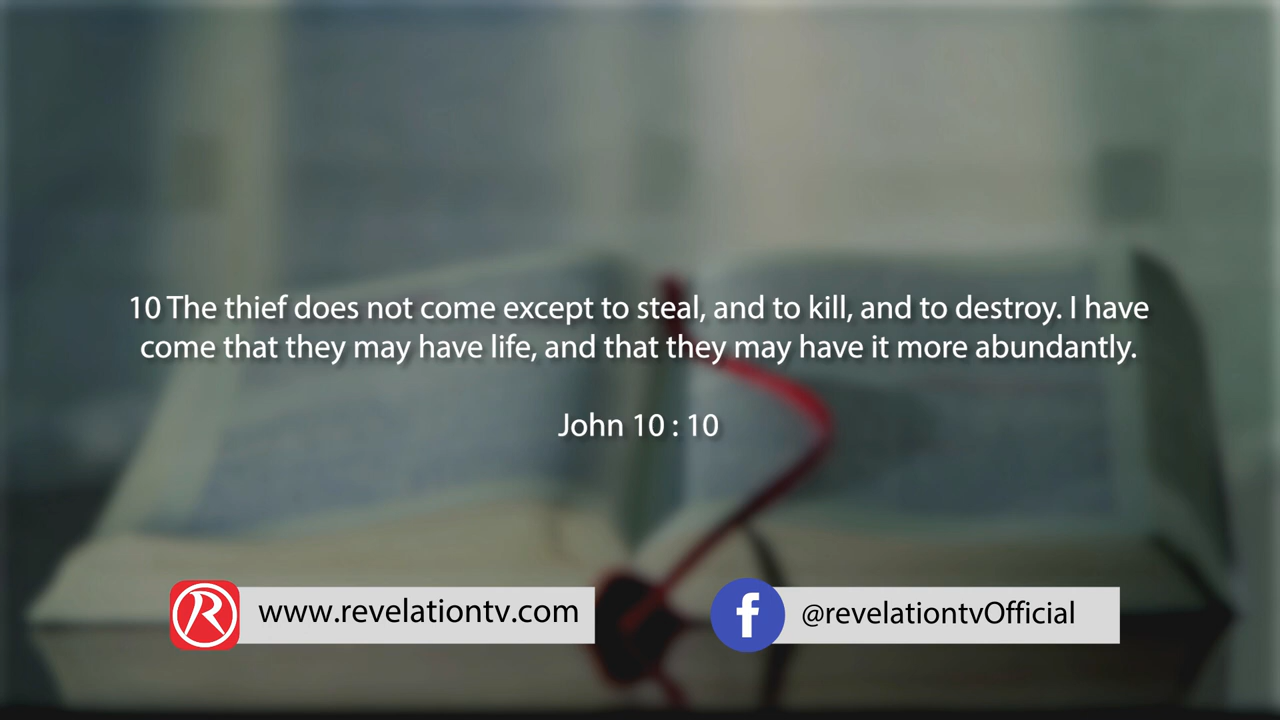 10 The thief does not come except to steal, and to kill, and to destroy. I have
come that they may have life, and that they may have it more abundantly.
John 10 : 10
R www.revelationtv.com
f @revelationtvOfficial